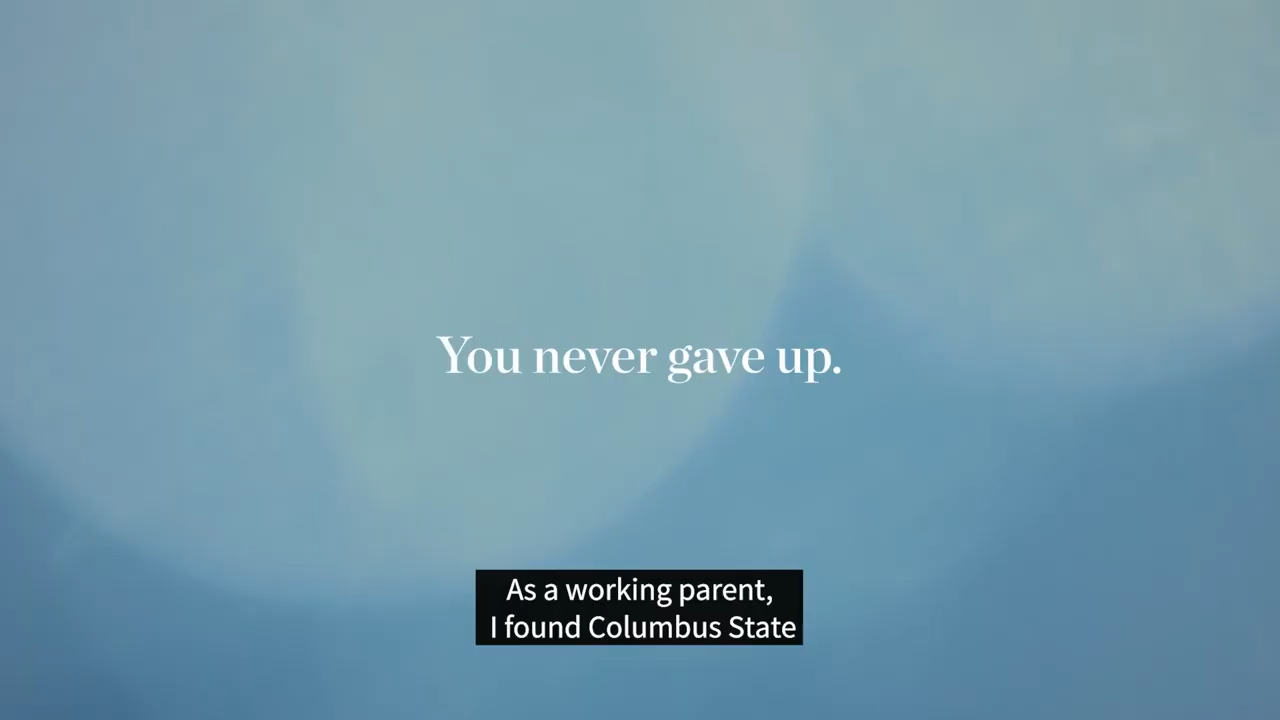 You never gave up.
As a working parent,
I found Columbus State